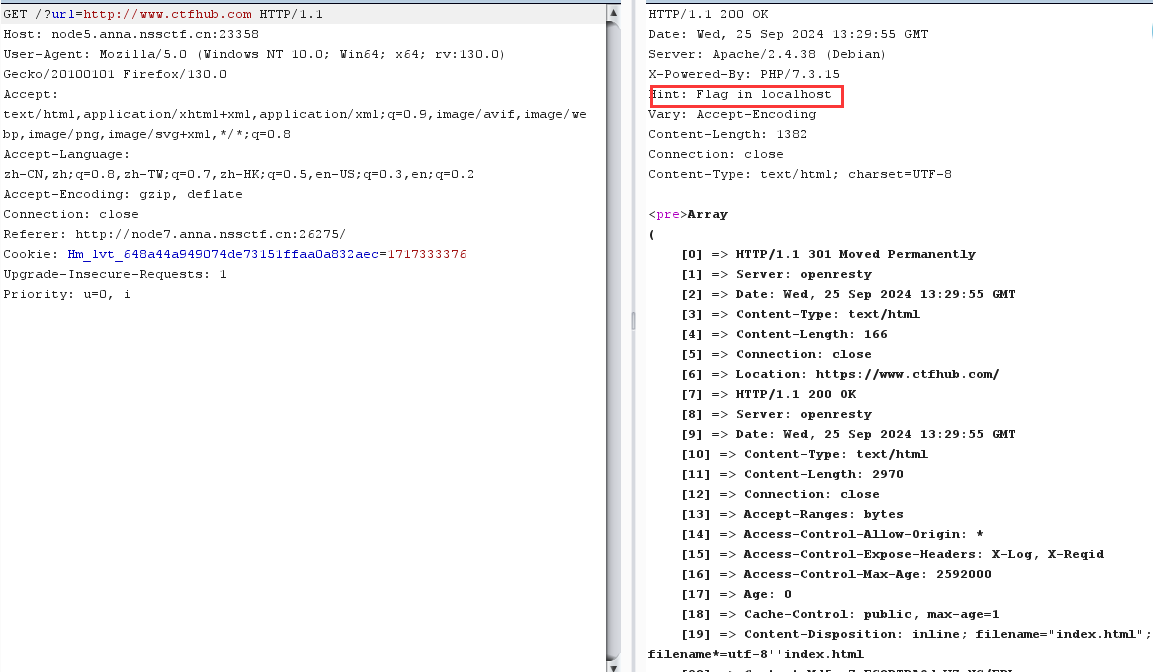 GET /?url=http://www.ctfhub.com HTTP/1.1
Host: node5.anna.nssctf.cn:23358
User-Agent: Mozilla/5.0 (Windows NT 10.0; Win64; x64; rv:130.0)
Gecko/20100101 Firefox/130.0
Accept:
text/html,application/xhtml+xml,application/xml;q=0.9,image/avif,image/we
bp,image/png,image/svg+xml,*/*;q=0.8
Accept-Language:
zh-CN,zh;q=0.8,zh-TW;q=0.7,zh-HK;q=0.5,en-US;q=0.3,en;q=0.2
Accept-Encoding: gzip, deflate
Connection: close
Referer: http://node7.anna.nssctf.cn:26275/
Cookie: Hm_lvt_648a44a949074de73151ffaa0a832aec=1717333376
Upgrade-Insecure-Requests: 1
Priority: u=0, i
HTTP/1.1 200 OK
Date: Wed, 25 Sep 2024 13:29:55 GMT
Server: Apache/2.4.38 (Debian)
X-Powered-By: PHP/7.3.15
Hint: Flag in localhost
Vary: Accept-Encoding
Content-Length: 1382
Connection: close
Content-Type: text/html; charset=UTF-8
<pre>Array
(
[0] => HTTP/1.1 301 Moved Permanently
[1] => Server: openresty
[2] => Date: Wed, 25 Sep 2024 13:29:55 GMT
[3] => Content-Type: text/html
[4] => Content-Length: 166
[5] => Connection: close
[6] => Location: https://www.ctfhub.com/
[7] => HTTP/1.1 200 OK
[8] => Server: openresty
[9] => Date: Wed, 25 Sep 2024 13:29:55 GMT
[10] => Content-Type: text/html
[11] => Content-Length: 2970
[12] => Connection: close
[13] => Accept-Ranges: bytes
[14] => Access-Control-Allow-Origin: *
[15] => Access-Control-Expose-Headers: X-Log, X-Reqid
[16] => Access-Control-Max-Age: 2592000
[17] => Age: 0
[18] => Cache-Control: public, max-age=1
[19] => Content-Disposition: inline; filename="index.html";
filename*=utf-8''index.html